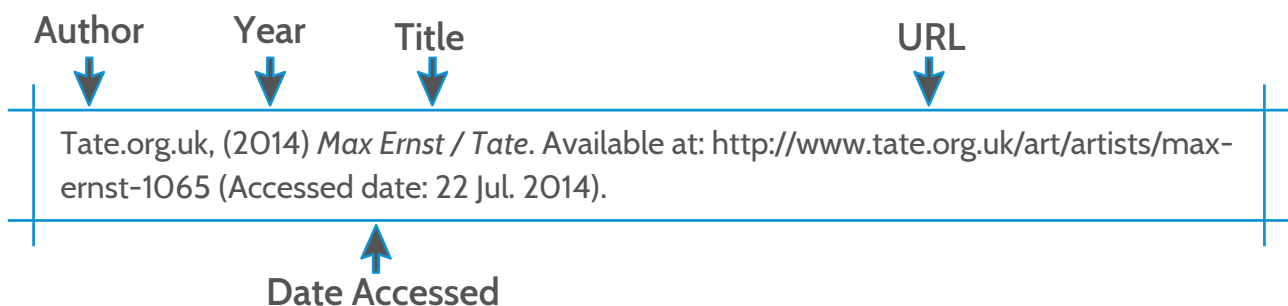 Author Year Title URL
Tate.org.uk, (2014) Max Ernst / Tate. Available at: http://www.tate.org.uk/art/artists/max-
ernst-1065 (Accessed date: 22 Jul. 2014).
Date Accessed